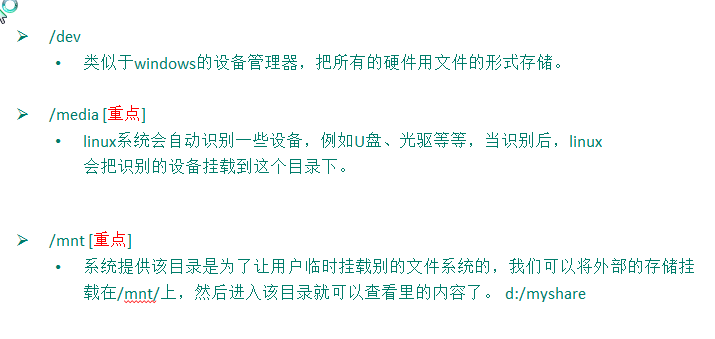 /dev
类似于windows的设备管理器，把所有的硬件用文件的形式存储。
/media [重点]
linux系统会自动识别一些设备，例如U盘、光驱等等，当识别后，linux
会把识别的设备挂载到这个目录下。
/mnt [重点]
系统提供该目录是为了让用户临时挂载别的文件系统的，我们可以将外部的存储挂
载在/mnt/上，然后进入该目录就可以查看里的内容了。 d:/myshare